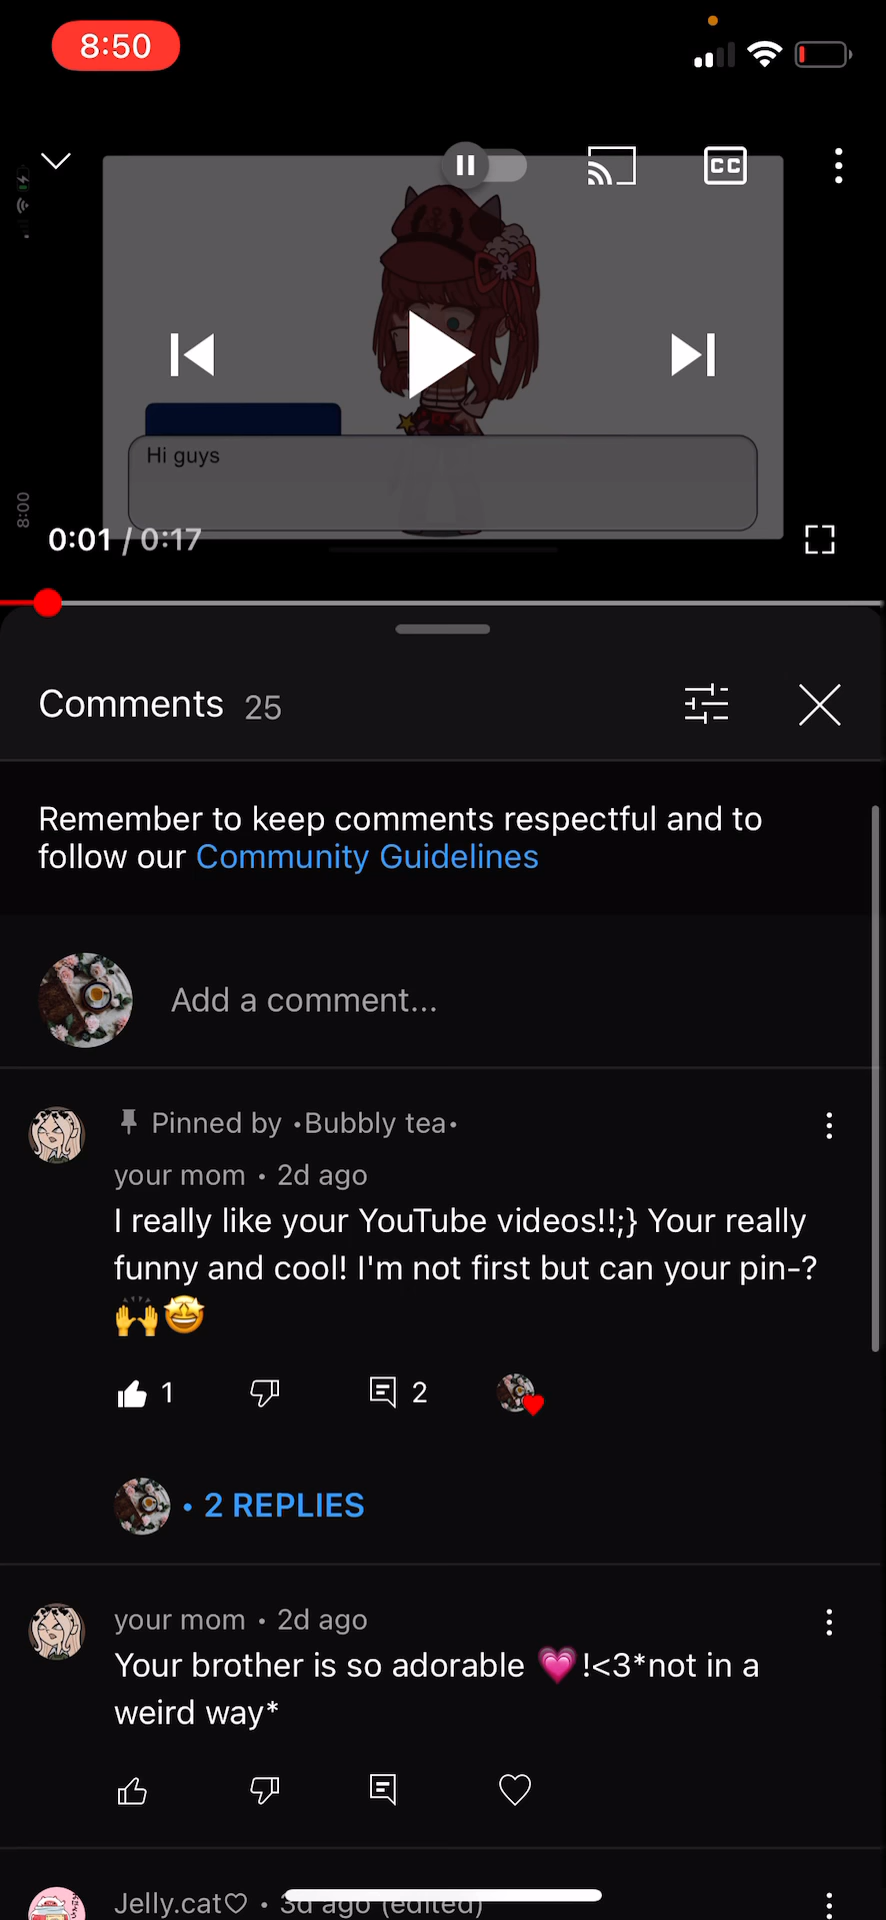 8:50
CC
Hi guys
8:00
0:01 / 0:17
Comments 25
Remember to keep comments respectful and to
follow our Community Guidelines
Add a comment...
Pinned by •Bubbly tea•
your mom • 2d ago
I really like your YouTube videos!!;} Your really
funny and cool! I'm not first but can your pin-?
🙌🤩
1
2
• 2 REPLIES
your mom • 2d ago
Your brother is so adorable 💗!<3*not in a
weird way*
Jelly.cat♡ • 3d ago (edited)